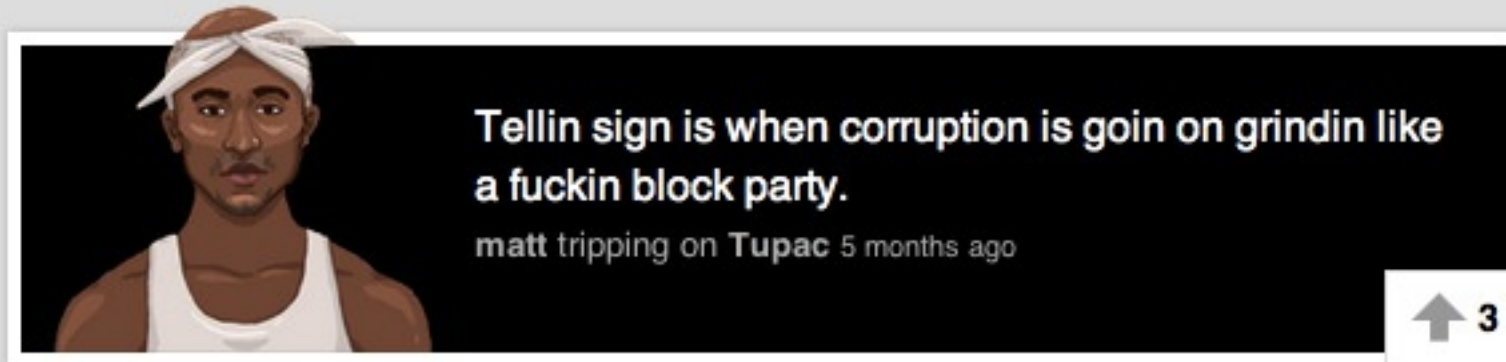 Tellin sign is when corruption is goin on grindin like
a fuckin block party.
matt tripping on Tupac 5 months ago
3